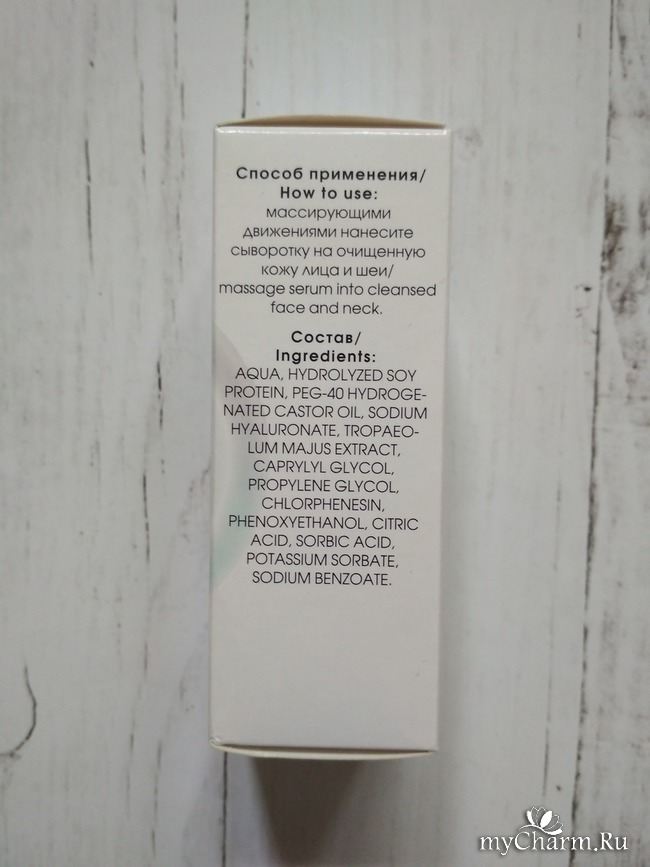 Способ применения/
How to use:
массирующими
движениями нанесите
сыворотку на очищенную
кожу лица и шеи/
massage serum into cleansed
face and neck.
Состав/
Ingredients:
AQUA, HYDROLYZED SOY
PROTEIN, PEG-40 HYDROGE-
NATED CASTOR OIL, SODIUM
HYALURONATE, TROPAEO-
LUM MAJUS EXTRACT,
CAPRYLYL GLYCOL,
PROPYLENE GLYCOL,
CHLORPHENESIN,
PHENOXYETHANOL, CITRIC
ACID, SORBIC ACID,
POTASSIUM SORBATE,
SODIUM BENZOATE.
myCharm.Ru